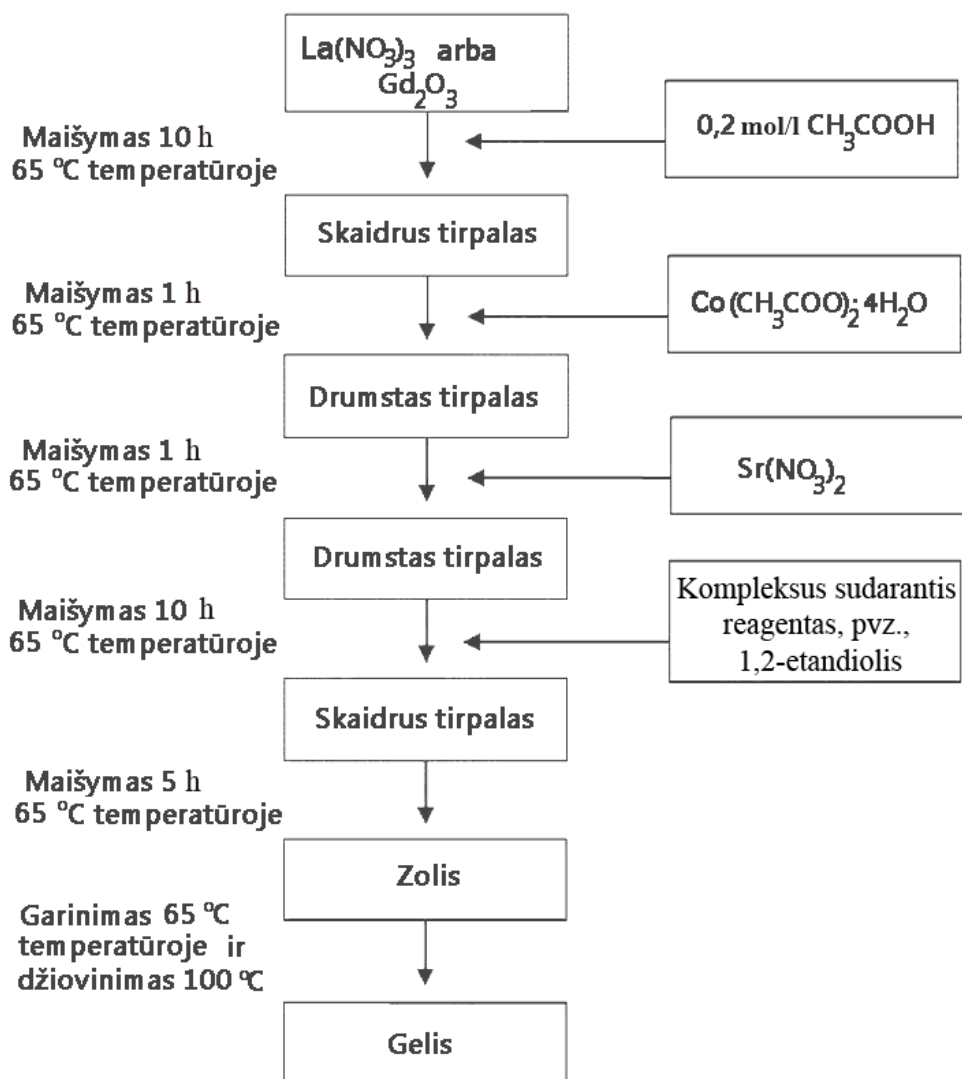 La(NO₃)₃ arba
Gd₂O₃
Maišymas 10 h
65 °C temperatūroje
0,2 mol/l CH₃COOH
Skaidrus tirpalas
Maišymas 1 h
65 °C temperatūroje
Co(CH₃COO)₂·4H₂O
Drumstas tirpalas
Maišymas 1 h
65 °C temperatūroje
Sr(NO₃)₂
Drumstas tirpalas
Maišymas 10 h
65 °C temperatūroje
Kompleksus sudarantis
reagentas, pvz.,
1,2-etandiolis
Skaidrus tirpalas
Maišymas 5 h
65 °C temperatūroje
Zolis
Garinimas 65 °C
temperatūroje ir
džiovinimas 100 °C
Gelis